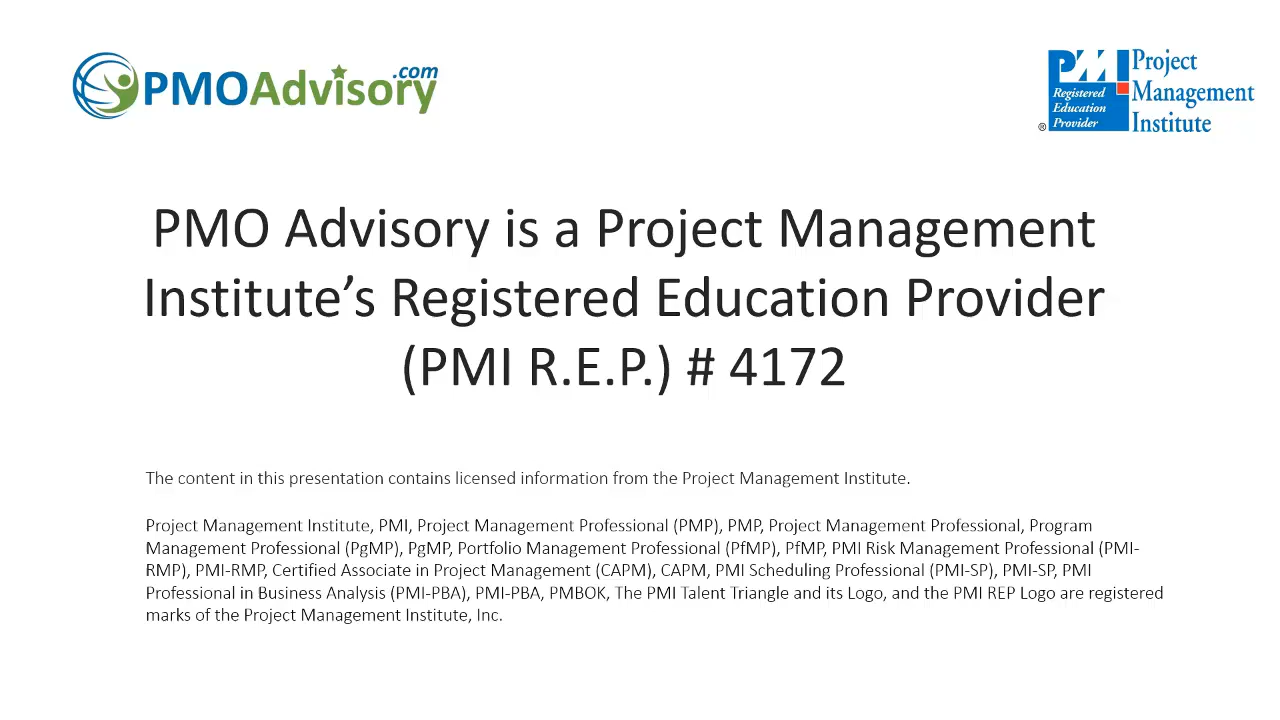 PMOAdvisory.com
PMI Project
Registered Management
Education
Provider Institute
®
PMO Advisory is a Project Management
Institute’s Registered Education Provider
(PMI R.E.P.) # 4172
The content in this presentation contains licensed information from the Project Management Institute.
Project Management Institute, PMI, Project Management Professional (PMP), PMP, Project Management Professional, Program
Management Professional (PgMP), PgMP, Portfolio Management Professional (PfMP), PfMP, PMI Risk Management Professional (PMI-
RMP), PMI-RMP, Certified Associate in Project Management (CAPM), CAPM, PMI Scheduling Professional (PMI-SP), PMI-SP, PMI
Professional in Business Analysis (PMI-PBA), PMI-PBA, PMBOK, The PMI Talent Triangle and its Logo, and the PMI REP Logo are registered
marks of the Project Management Institute, Inc.